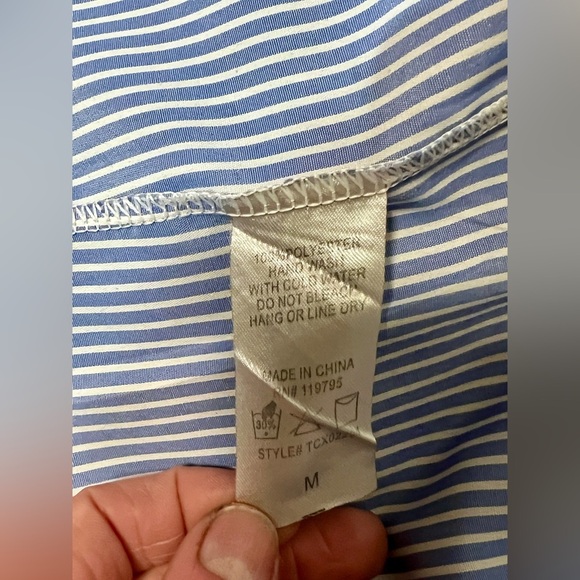 100% POLYESTER
HAND WASH
WITH COLD WATER
DO NOT BLEACH
HANG OR LINE DRY
MADE IN CHINA
RN# 119795
30%
STYLE#
M